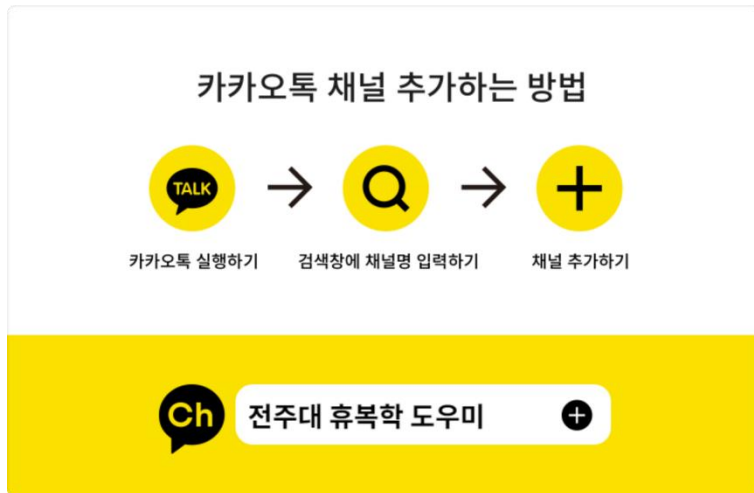 카카오톡 채널 추가하는 방법
TALK
카카오톡 실행하기
검색창에 채널명 입력하기
채널 추가하기
Ch
전주대 휴복학 도우미